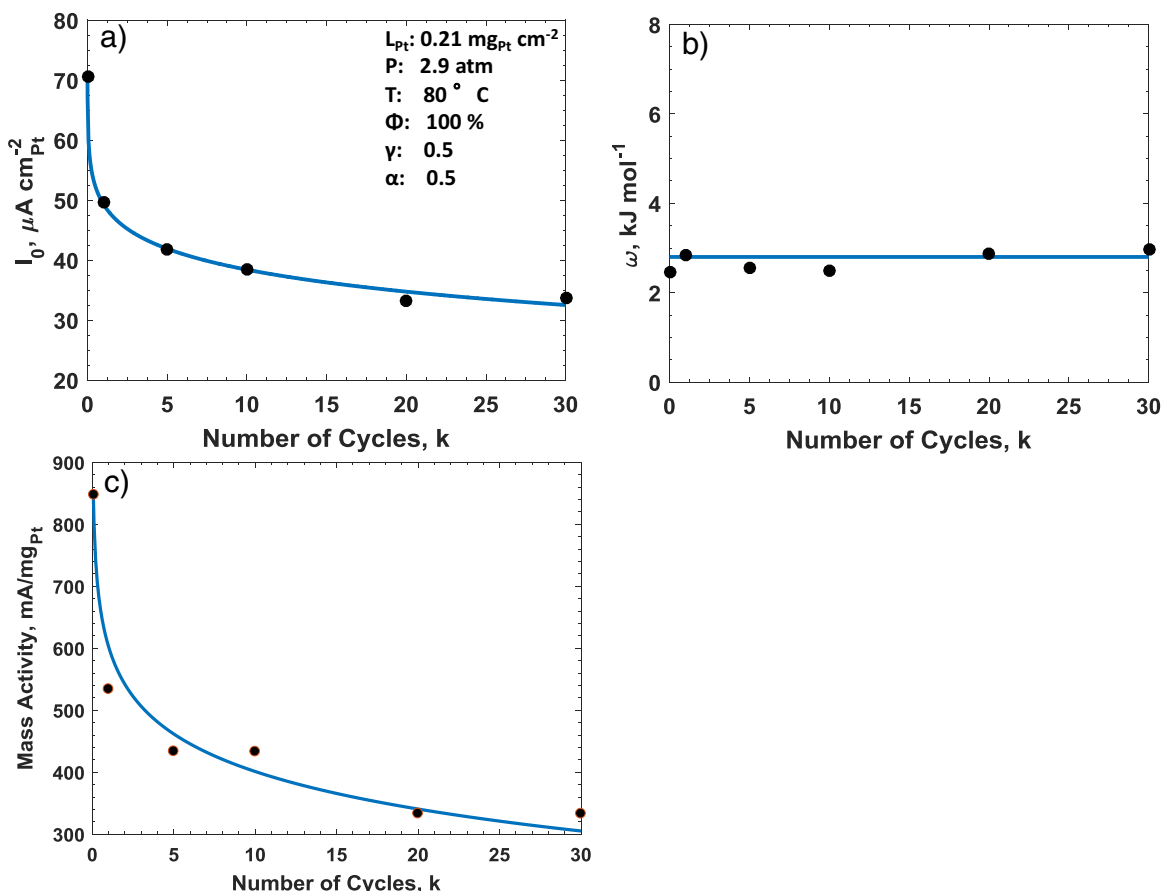 a)
L_Pt: 0.21 mg_Pt cm⁻²
P: 2.9 atm
T: 80 ° C
Φ: 100 %
γ: 0.5
α: 0.5
80
70
60
50
40
30
20
I₀, μA cm⁻²_Pt
0 5 10 15 20 25 30
Number of Cycles, k
b)
8
6
4
2
0
ω, kJ mol⁻¹
0 5 10 15 20 25 30
Number of Cycles, k
c)
900
800
700
600
500
400
300
Mass Activity, mA/mg_Pt
0 5 10 15 20 25 30
Number of Cycles, k